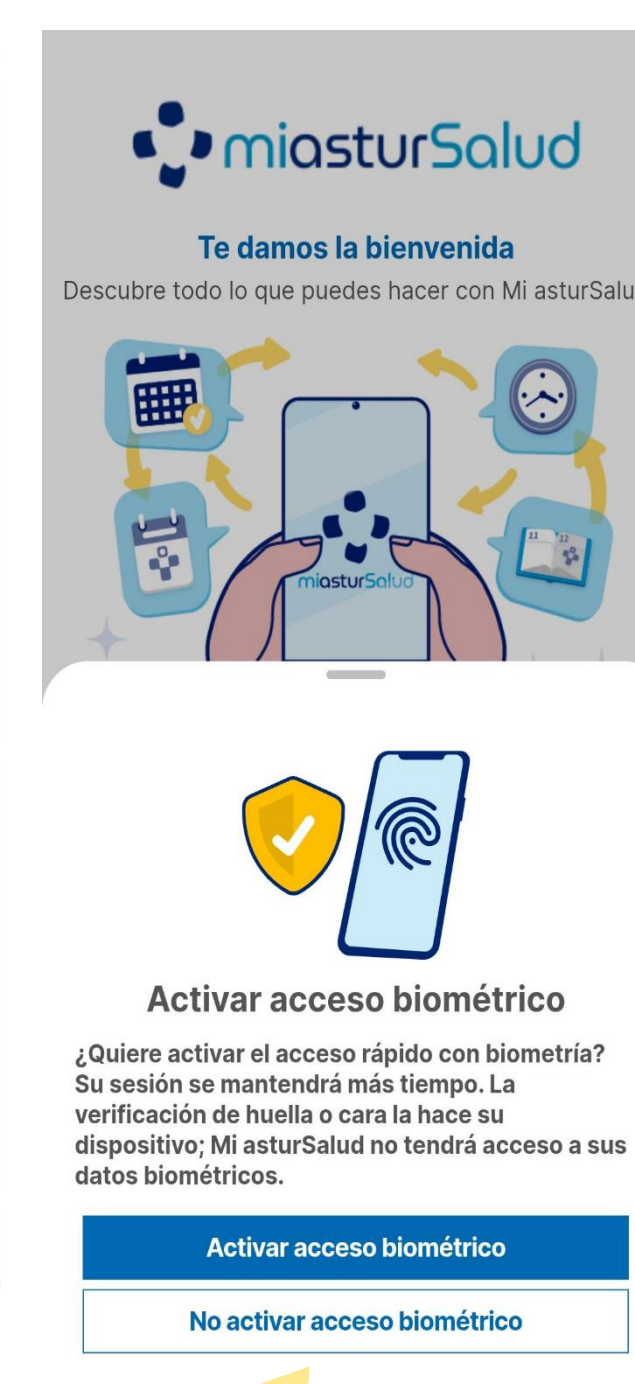 miasturSalud
Te damos la bienvenida
Descubre todo lo que puedes hacer con Mi asturSalu
11 12
miasturSalud
Activar acceso biométrico
¿Quiere activar el acceso rápido con biometría?
Su sesión se mantendrá más tiempo. La
verificación de huella o cara la hace su
dispositivo; Mi asturSalud no tendrá acceso a sus
datos biométricos.
Activar acceso biométrico
No activar acceso biométrico